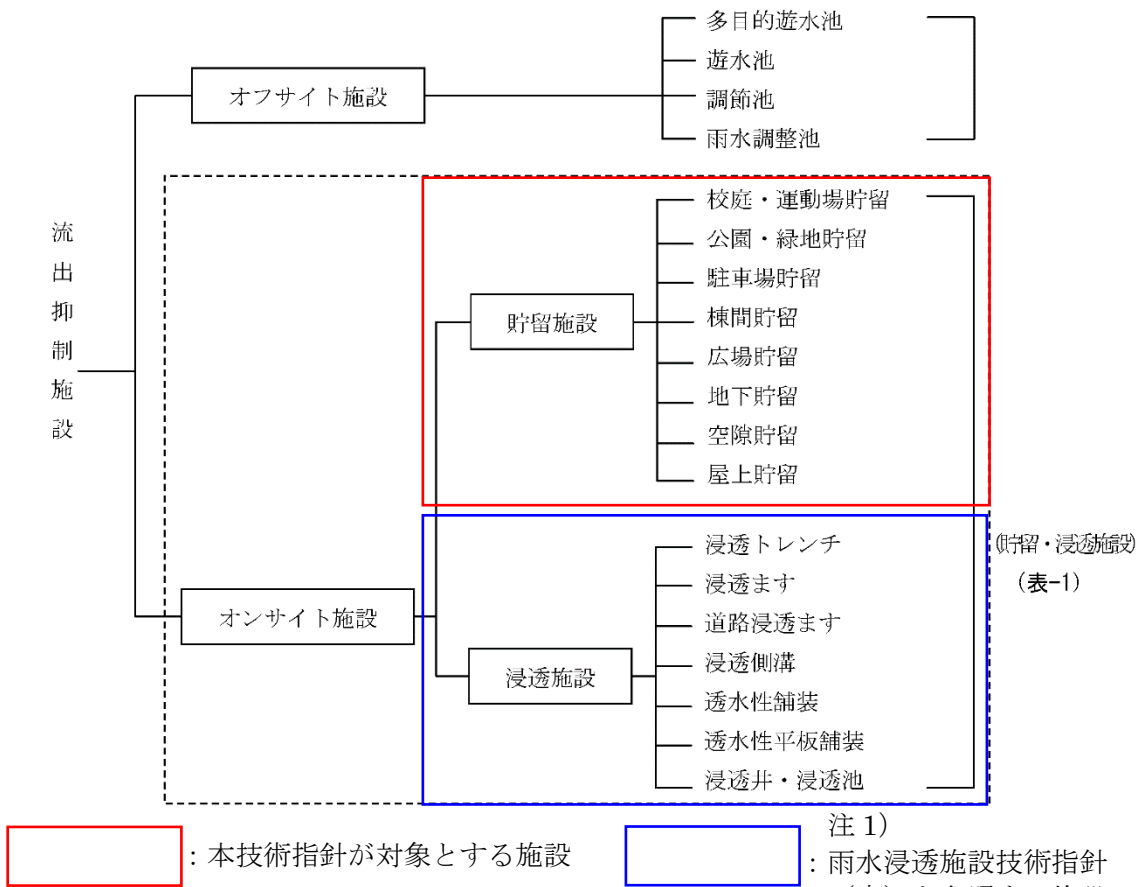 多目的遊水池
遊水池
オフサイト施設
調節池
雨水調整池
流出抑制施設
校庭・運動場貯留
公園・緑地貯留
駐車場貯留
貯留施設
棟間貯留
広場貯留
地下貯留
空隙貯留
屋上貯留
オンサイト施設
浸透トレンチ
浸透ます
道路浸透ます
浸透施設
浸透側溝
透水性舗装
透水性平板舗装
浸透井・浸透池
(貯留・浸透施設)
(表-1)
：本技術指針が対象とする施設
注 1)
：雨水浸透施設技術指針